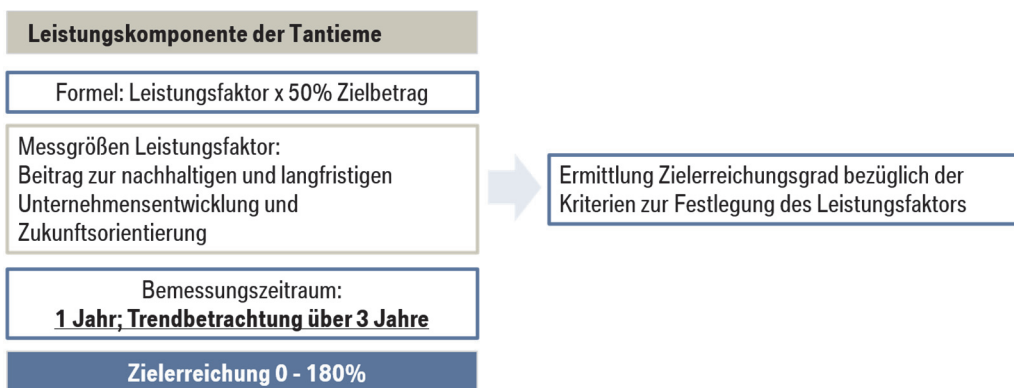 Leistungskomponente der Tantieme
Formel: Leistungsfaktor x 50% Zielbetrag
Messgrößen Leistungsfaktor:
Beitrag zur nachhaltigen und langfristigen
Unternehmensentwicklung und
Zukunftsorientierung
Ermittlung Zielerreichungsgrad bezüglich der
Kriterien zur Festlegung des Leistungsfaktors
Bemessungszeitraum:
1 Jahr; Trendbetrachtung über 3 Jahre
Zielerreichung 0 - 180%